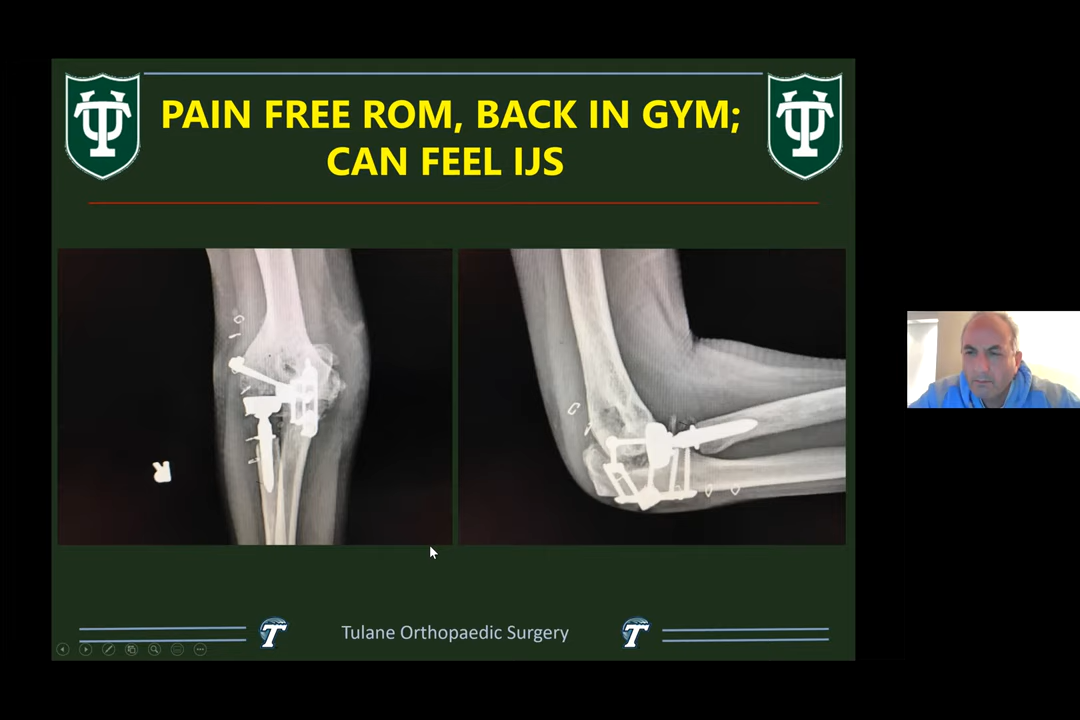 PAIN FREE ROM, BACK IN GYM;
CAN FEEL IJS
R
Tulane Orthopaedic Surgery